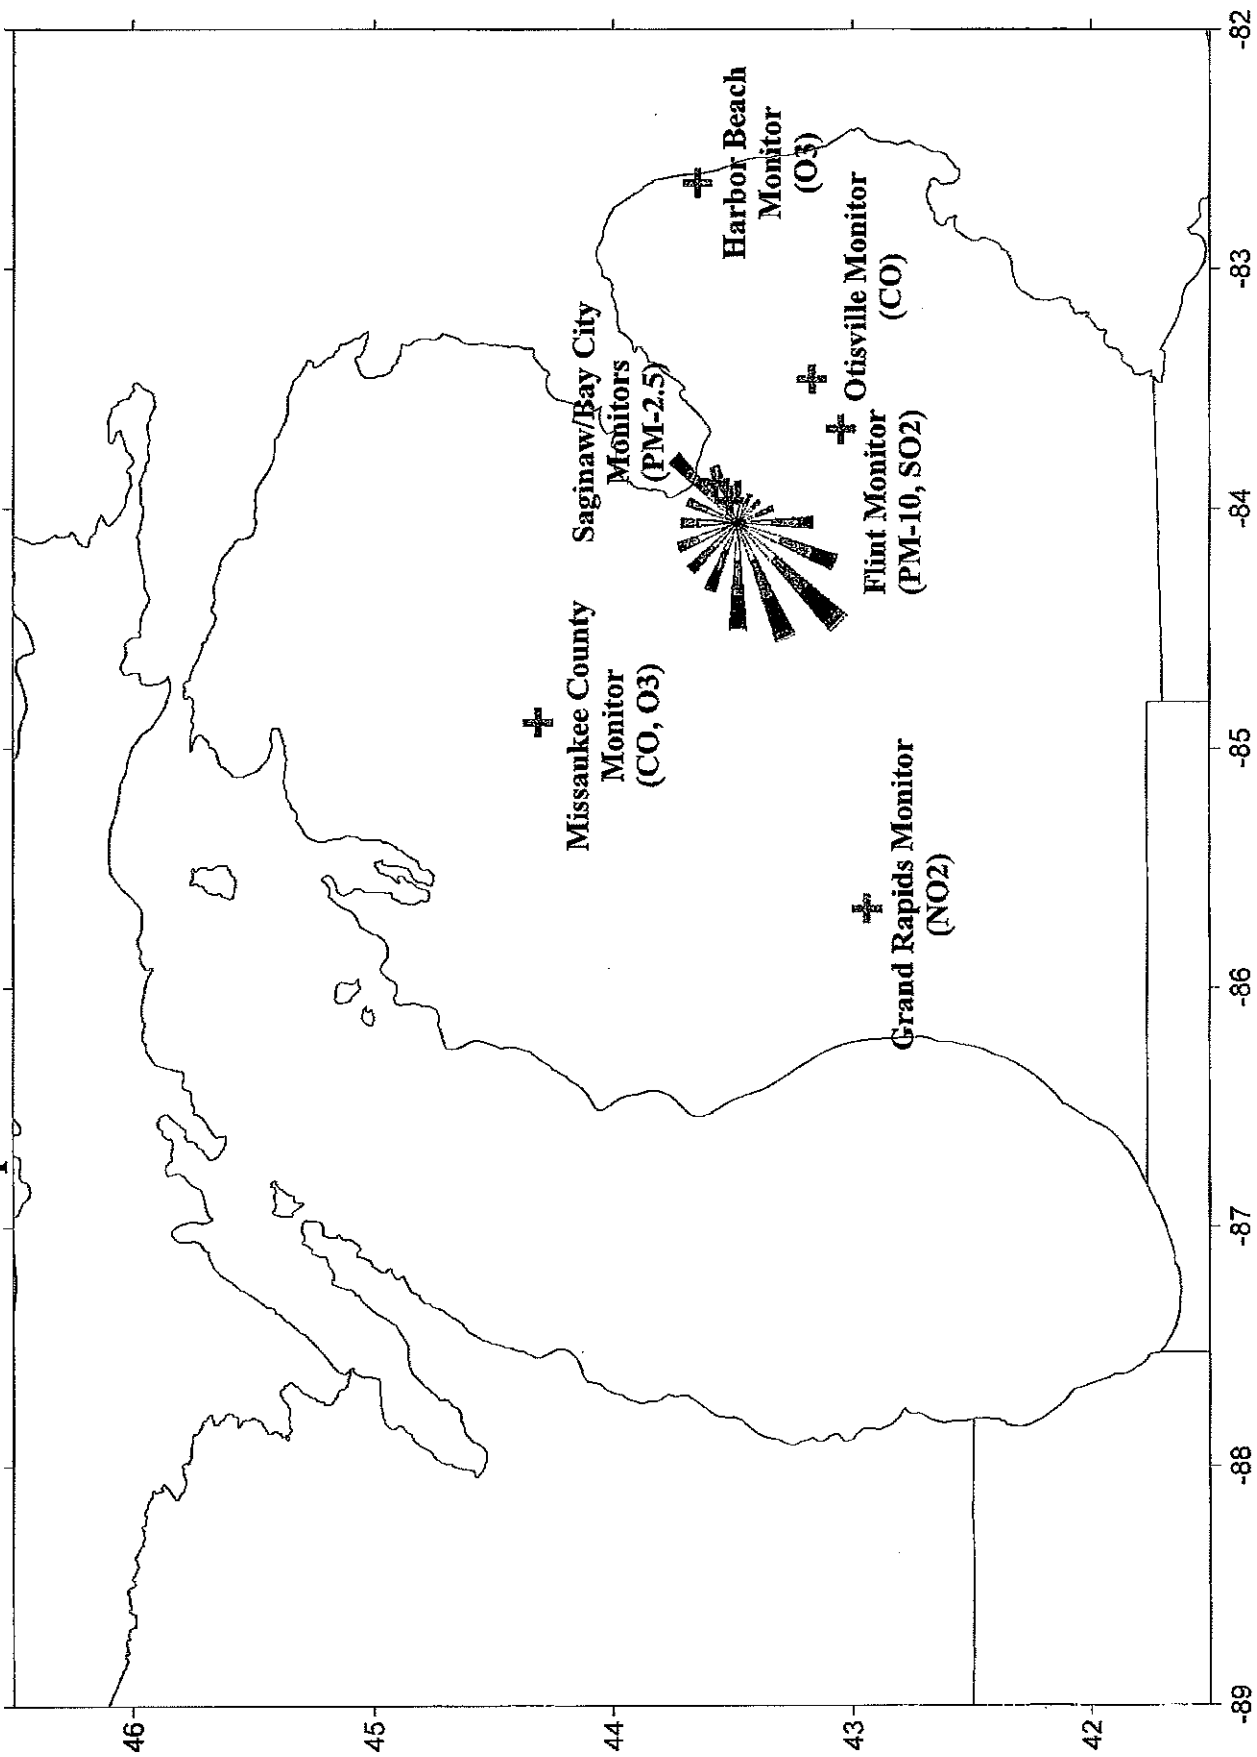 46
45
44
43
42
-89
-88
-87
-86
-85
-84
-83
-82
Missaukee County
Monitor
(CO, O3)
Saginaw/Bay City
Monitors
(PM-2.5)
Harbor Beach
Monitor
(O3)
Otisville Monitor
(CO)
Flint Monitor
(PM-10, SO2)
Grand Rapids Monitor
(NO2)